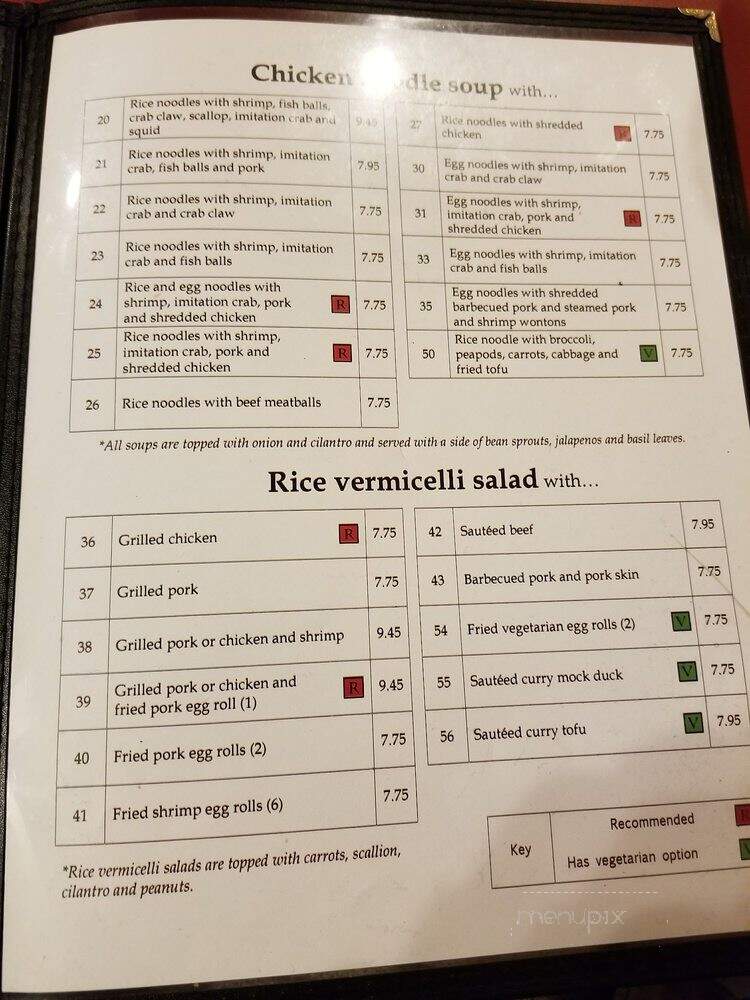 Chicken soup with...
20 Rice noodles with shrimp, fish balls,
crab claw, scallop, imitation crab and
squid 9.45
21 Rice noodles with shrimp, imitation
crab, fish balls and pork 7.95
22 Rice noodles with shrimp, imitation
crab and crab claw 7.75
23 Rice noodles with shrimp, imitation
crab and fish balls 7.75
24 Rice and egg noodles with
shrimp, imitation crab, pork
and shredded chicken R 7.75
25 Rice noodles with shrimp,
imitation crab, pork and
shredded chicken R 7.75
26 Rice noodles with beef meatballs 7.75
27 Rice noodles with shredded
chicken R 7.75
30 Egg noodles with shrimp, imitation
crab and crab claw 7.75
31 Egg noodles with shrimp,
imitation crab, pork and
shredded chicken R 7.75
33 Egg noodles with shrimp, imitation
crab and fish balls 7.75
35 Egg noodles with shredded
barbecued pork and steamed pork
and shrimp wontons 7.75
50 Rice noodle with broccoli,
peapods, carrots, cabbage and
fried tofu V 7.75
*All soups are topped with onion and cilantro and served with a side of bean sprouts, jalapenos and basil leaves.
Rice vermicelli salad with...
36 Grilled chicken R 7.75
37 Grilled pork 7.75
38 Grilled pork or chicken and shrimp 9.45
39 Grilled pork or chicken and
fried pork egg roll (1) R 9.45
40 Fried pork egg rolls (2) 7.75
41 Fried shrimp egg rolls (6) 7.75
42 Sautéed beef 7.95
43 Barbecued pork and pork skin 7.75
54 Fried vegetarian egg rolls (2) V 7.75
55 Sautéed curry mock duck V 7.75
56 Sautéed curry tofu V 7.95
*Rice vermicelli salads are topped with carrots, scallion,
cilantro and peanuts.
Key
Recommended R
Has vegetarian option V
menupix